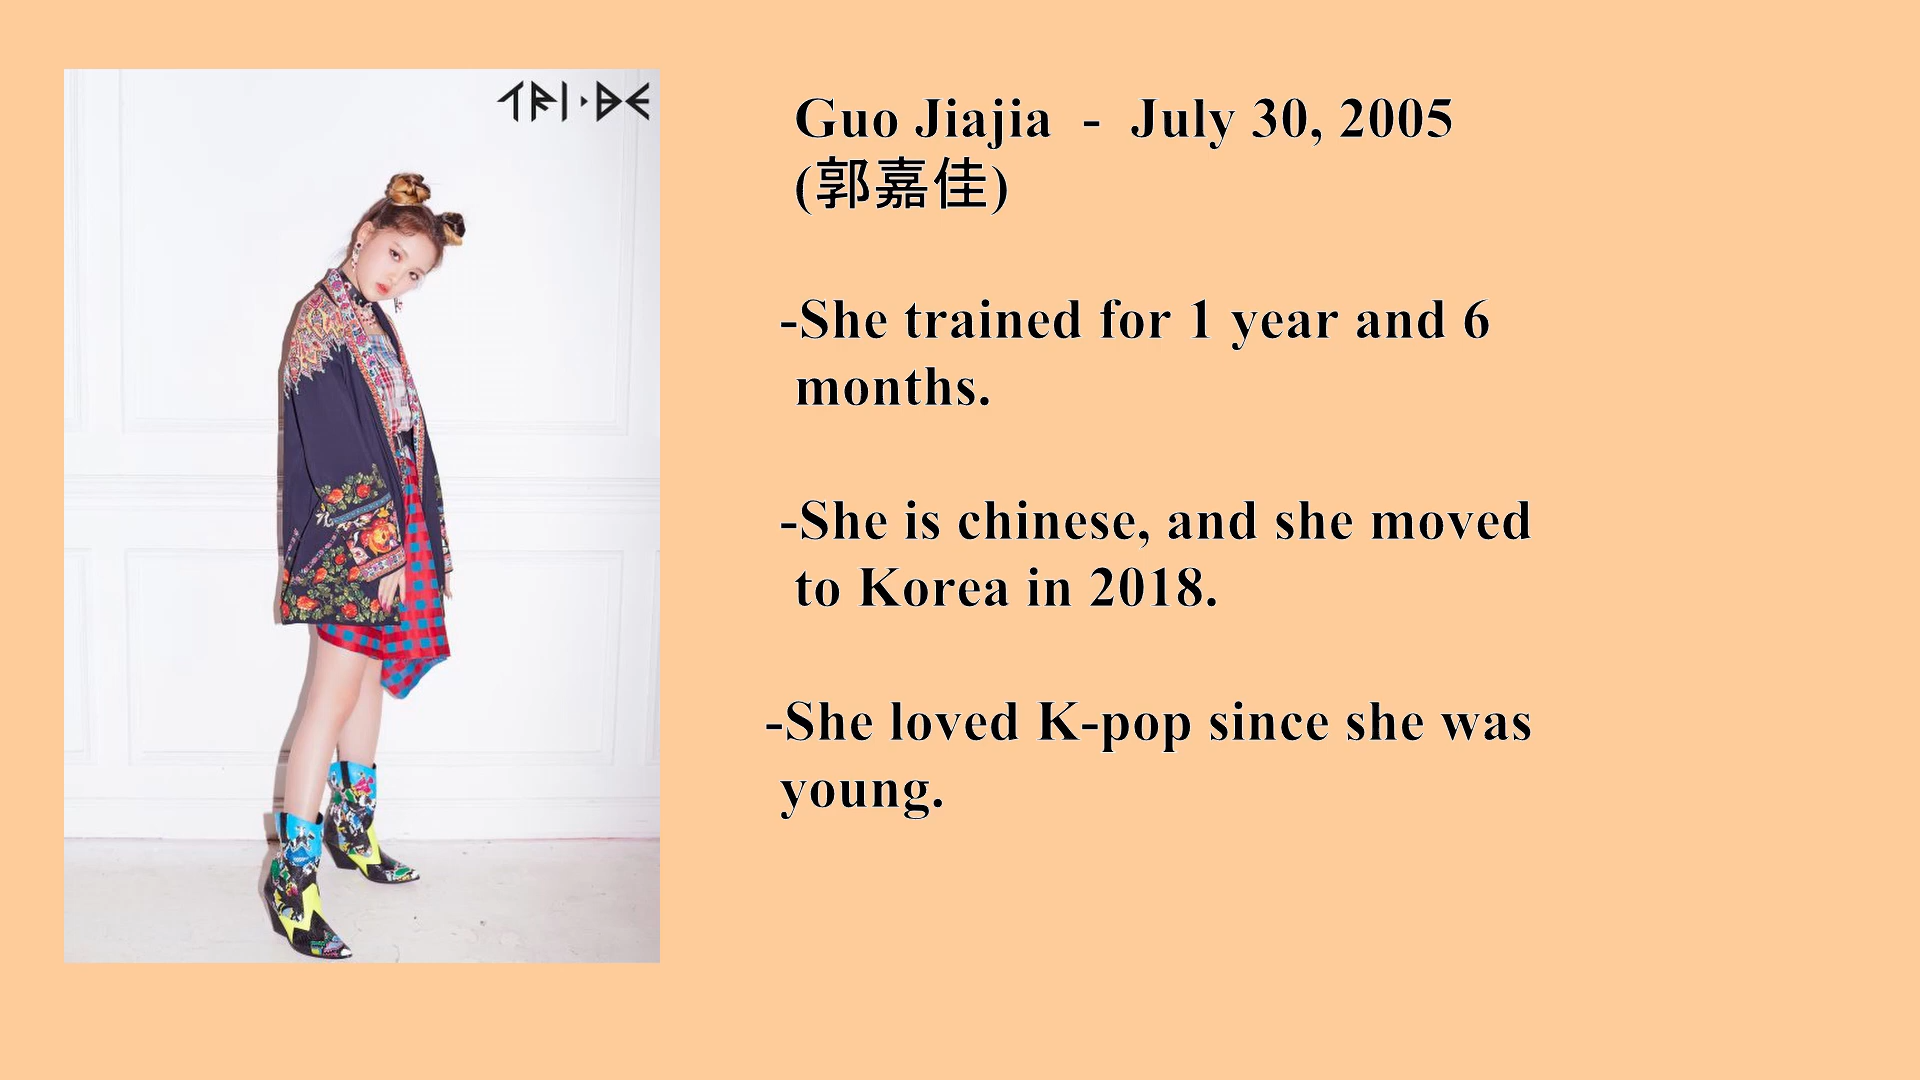 TRI·BE
Guo Jiajia - July 30, 2005
(郭嘉佳)
-She trained for 1 year and 6
months.
-She is chinese, and she moved
to Korea in 2018.
-She loved K-pop since she was
young.